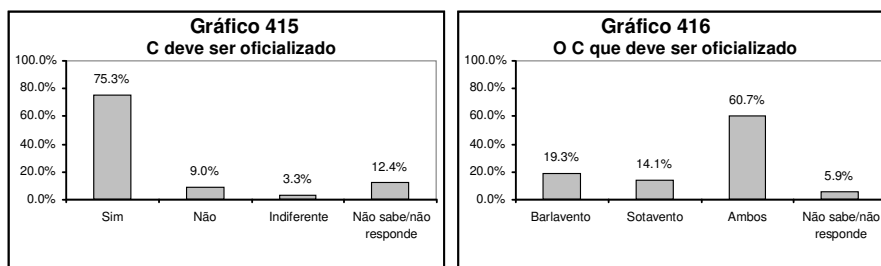 Gráfico 415
C deve ser oficializado
100.0%
80.0%
60.0%
40.0%
20.0%
0.0%
75.3%
9.0%
3.3%
12.4%
Sim
Não
Indiferente
Não sabe/não
responde
Gráfico 416
O C que deve ser oficializado
100.0%
80.0%
60.0%
40.0%
20.0%
0.0%
19.3%
14.1%
60.7%
5.9%
Barlavento
Sotavento
Ambos
Não sabe/não
responde